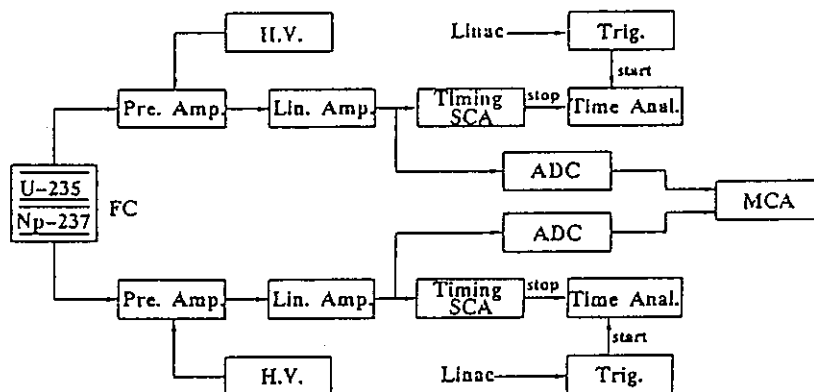 H.V.
Linac
Trig.
start
Pre. Amp.
Lin. Amp.
Timing
SCA
stop
Time Anal.
ADC
U-235
Np-237
FC
MCA
ADC
Pre. Amp.
Lin. Amp.
Timing
SCA
stop
Time Anal.
start
H.V.
Linac
Trig.